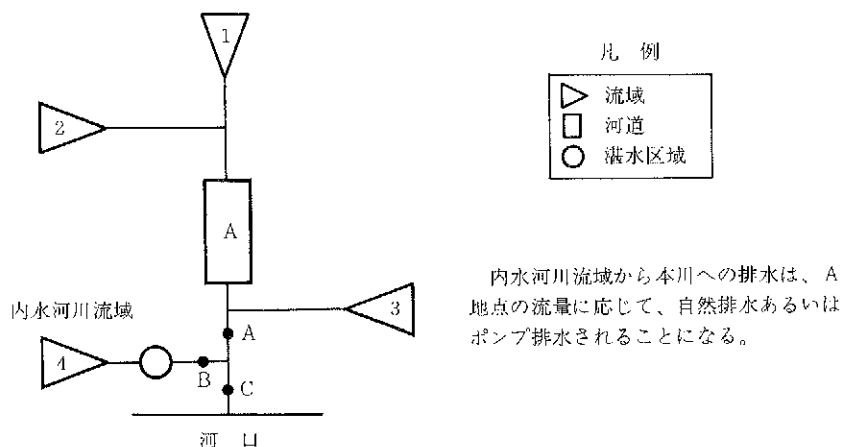 1
2
凡 例
流域
河道
湛水区域
A
内水河川流域
3
A
4
B
C
河 口
内水河川流域から本川への排水は、A
地点の流量に応じて、自然排水あるいは
ポンプ排水されることになる。